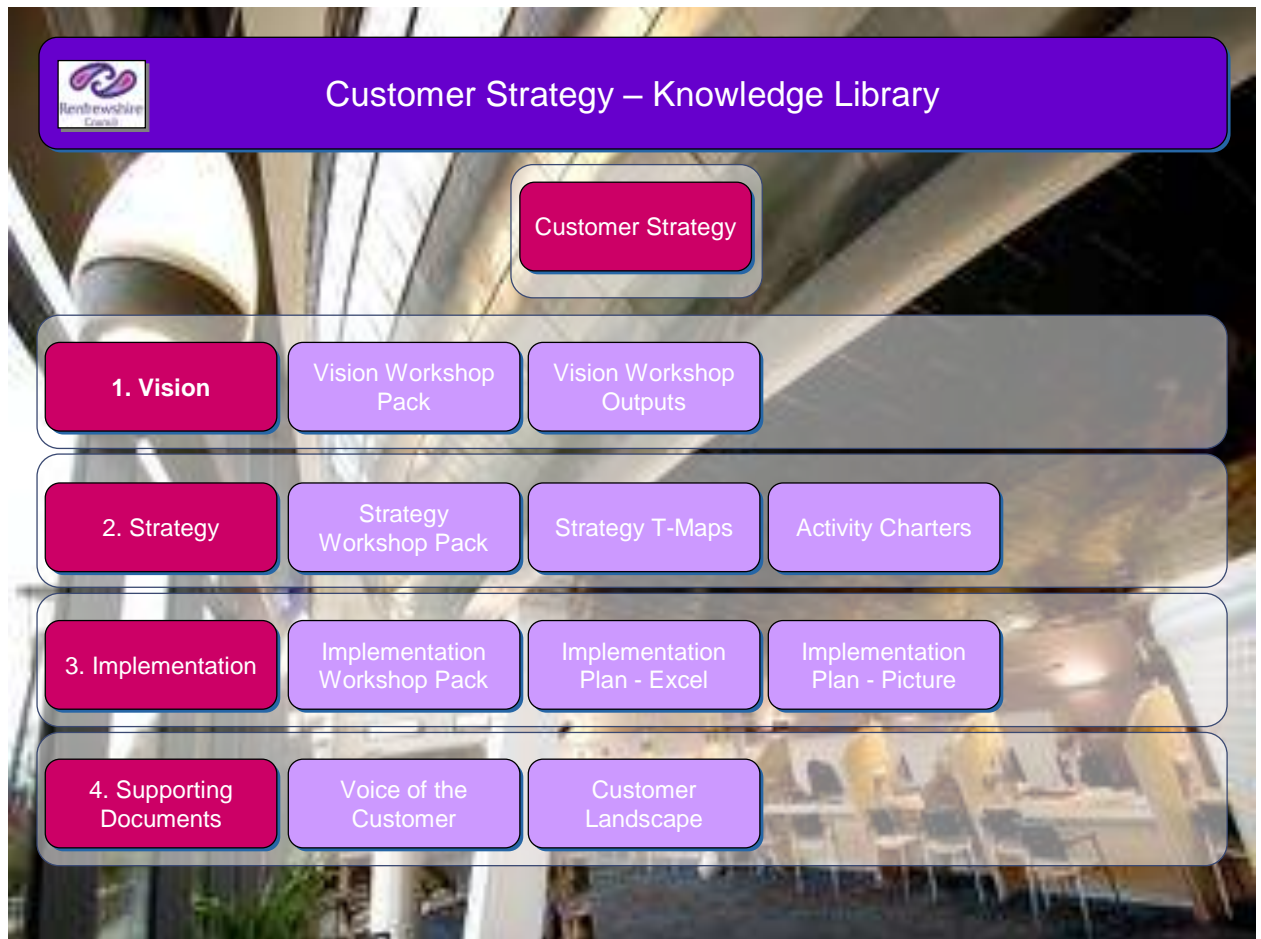 Renfrewshire
Council
Customer Strategy – Knowledge Library
Customer Strategy
1. Vision
Vision Workshop
Pack
Vision Workshop
Outputs
2. Strategy
Strategy
Workshop Pack
Strategy T-Maps
Activity Charters
3. Implementation
Implementation
Workshop Pack
Implementation
Plan - Excel
Implementation
Plan - Picture
4. Supporting
Documents
Voice of the
Customer
Customer
Landscape